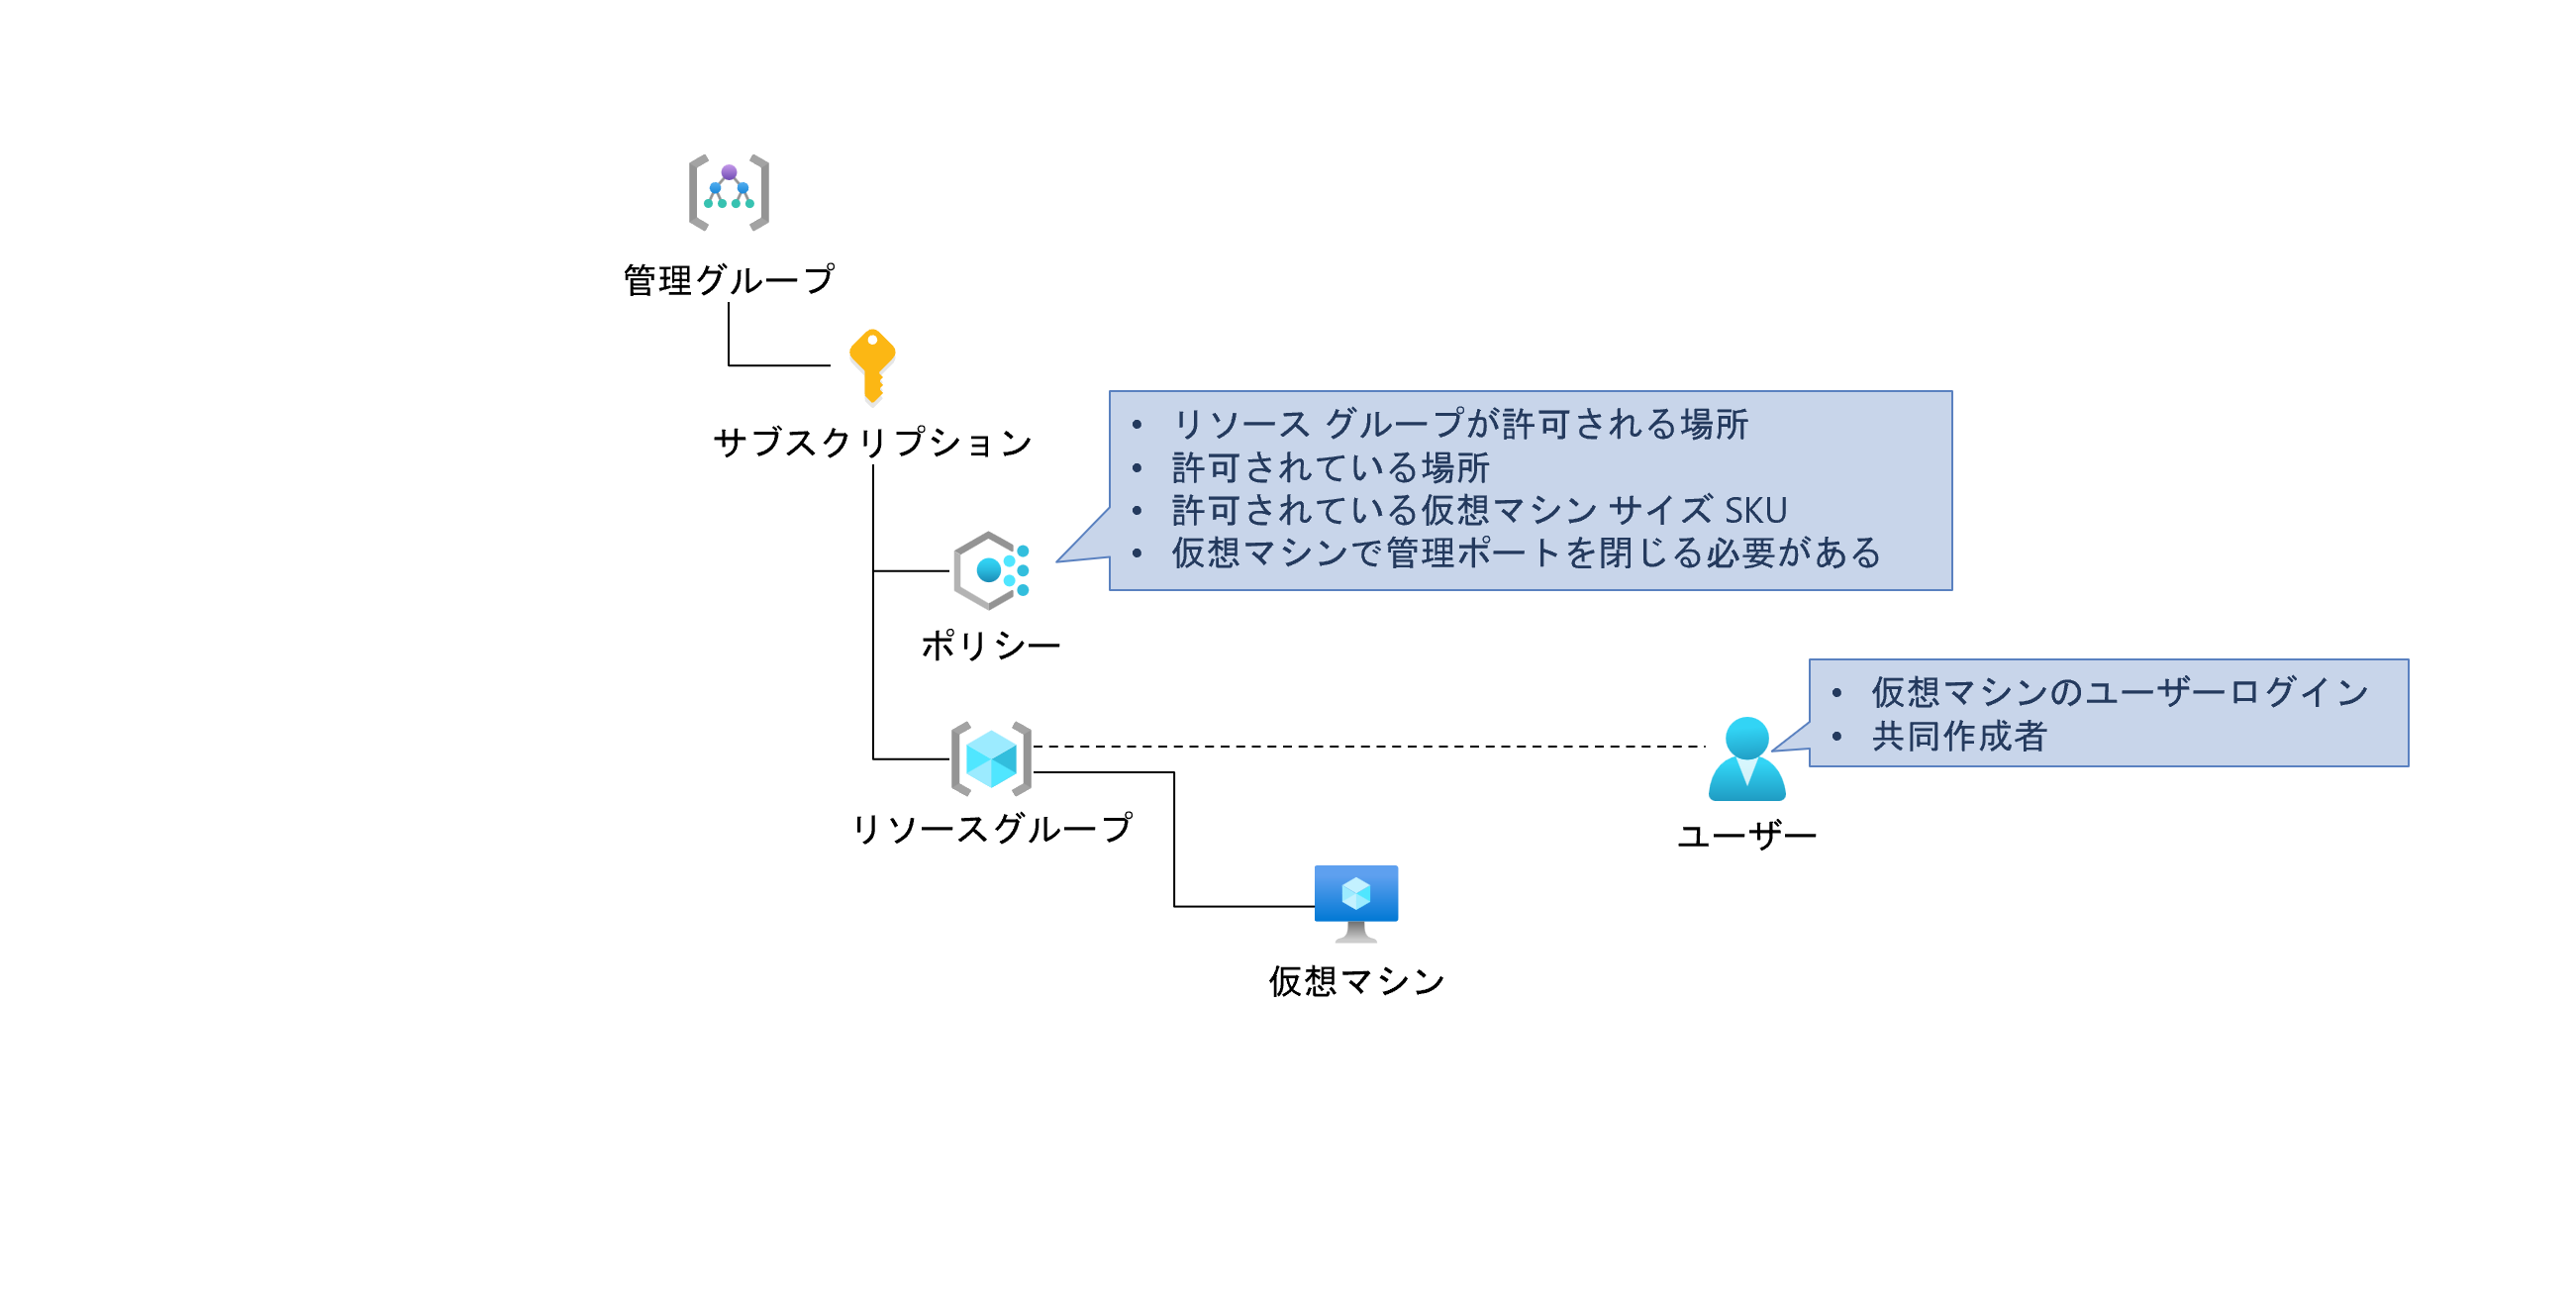 管理グループ
サブスクリプション
• リソース グループが許可される場所
• 許可されている場所
• 許可されている仮想マシン サイズ SKU
• 仮想マシンで管理ポートを閉じる必要がある
ポリシー
• 仮想マシンのユーザーログイン
• 共同作成者
リソースグループ
ユーザー
仮想マシン